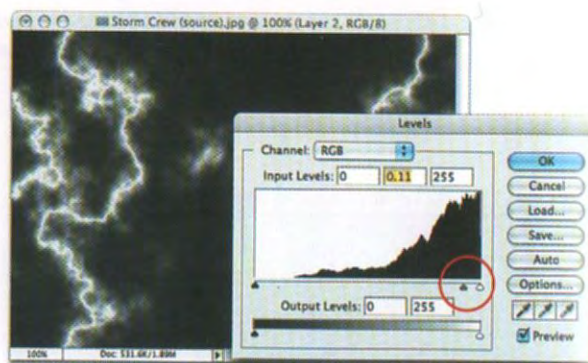 Storm Crew (source).jpg @ 100% (Layer 2, RGB/8)
Levels
Channel: RGB
Input Levels: 0 0.11 255
OK
Cancel
Load...
Save...
Auto
Options...
Preview
Output Levels: 0 255
100% Doc: 531.6K/1.89M